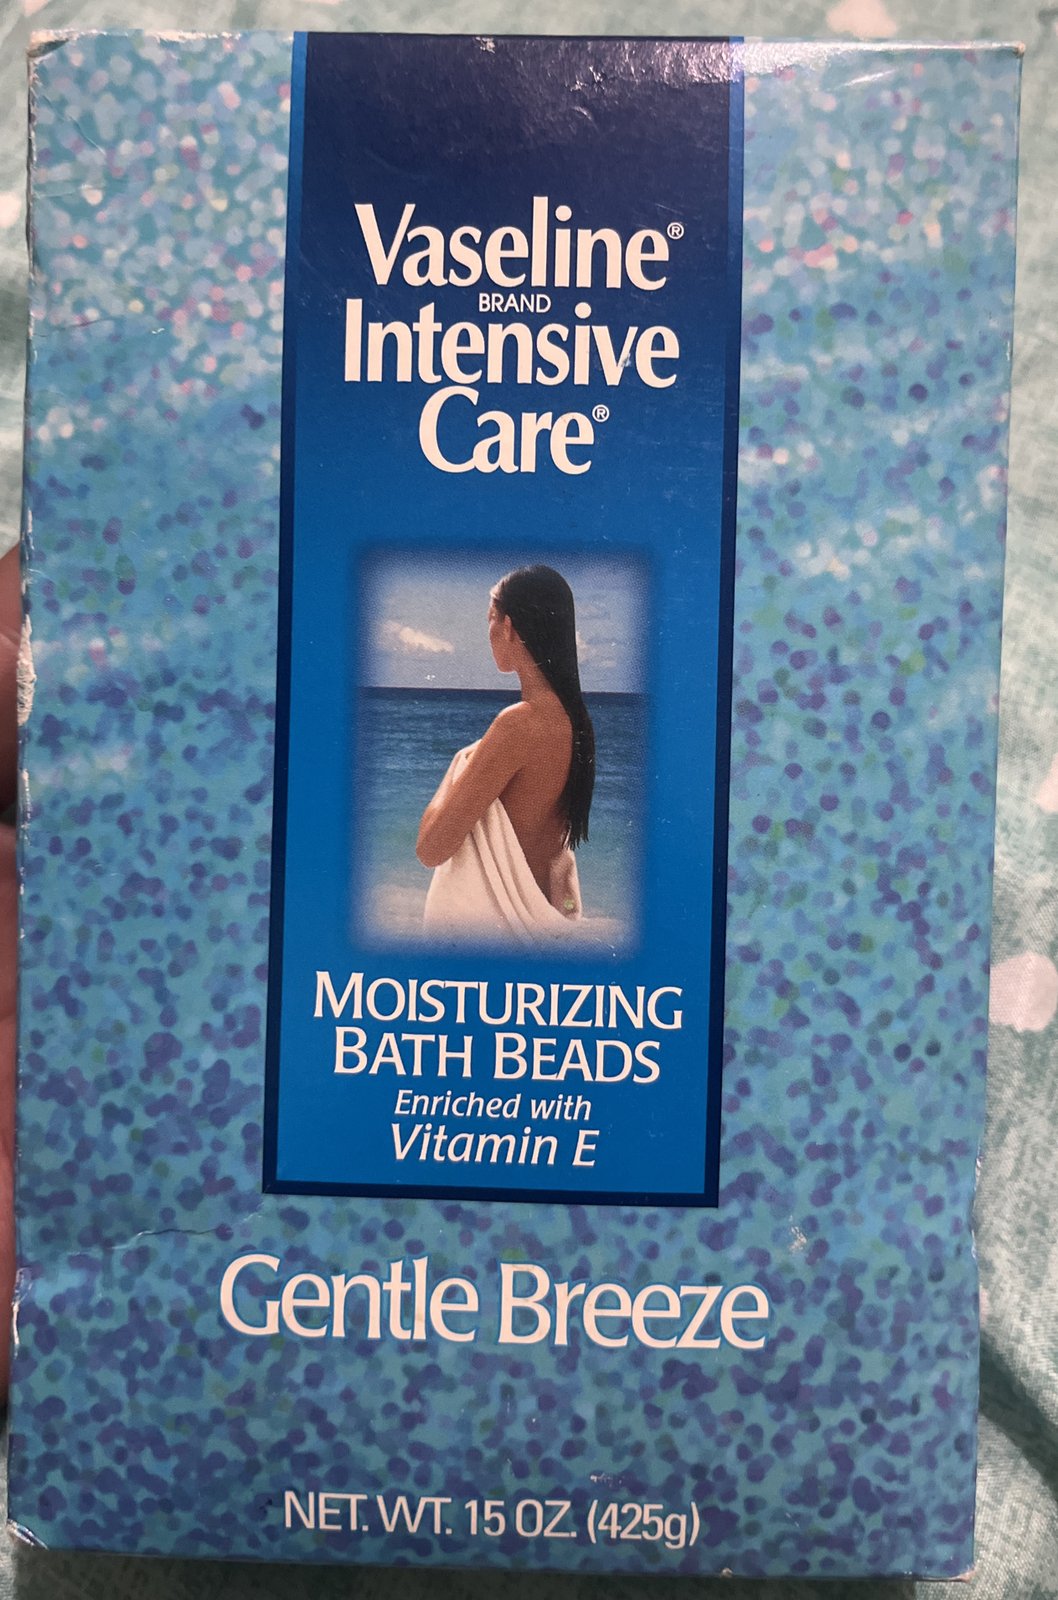 Vaseline®
BRAND
Intensive
Care®
MOISTURIZING
BATH BEADS
Enriched with
Vitamin E
Gentle Breeze
NET. WT. 15 OZ. (425g)